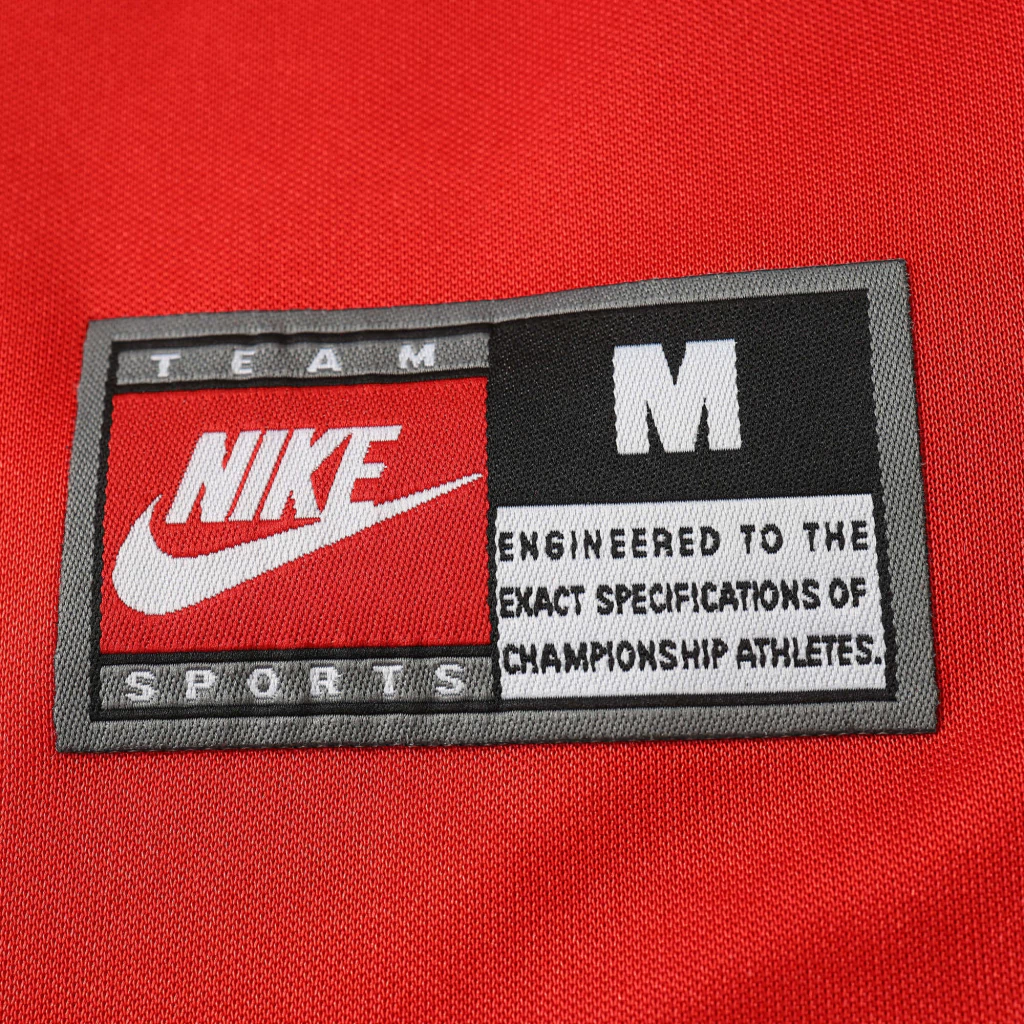 TEAM
NIKE
SPORTS
M
ENGINEERED TO THE
EXACT SPECIFICATIONS OF
CHAMPIONSHIP ATHLETES.